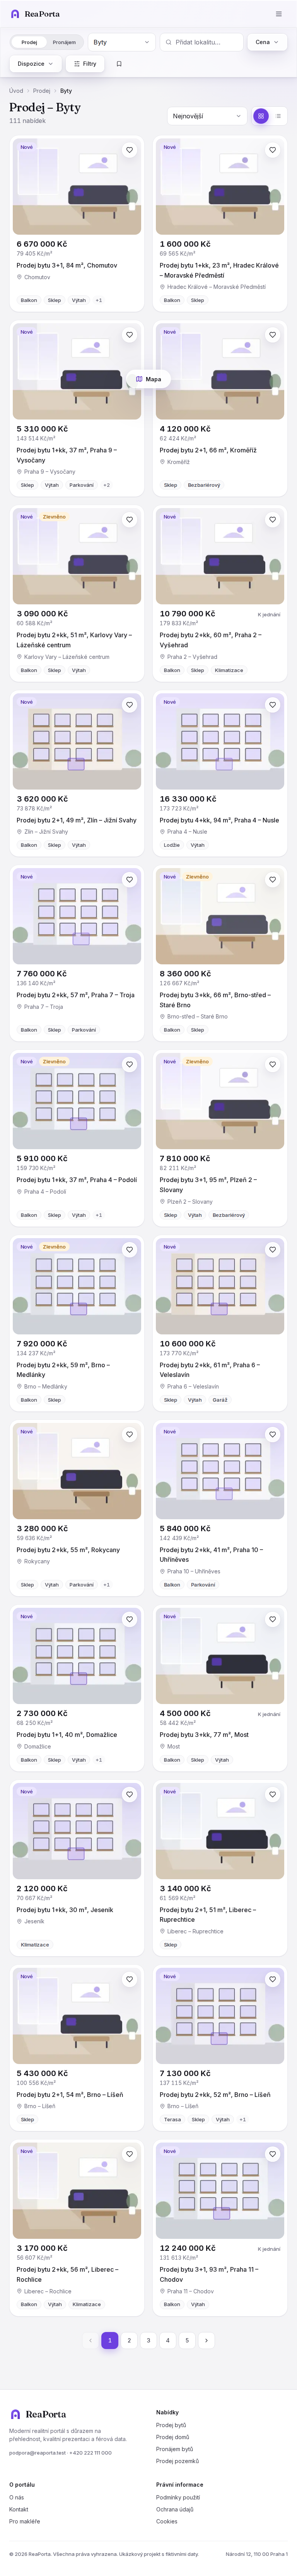 ReaPorta
Prodej
Pronájem
Byty
Přidat lokalitu...
Cena
Dispozice
Filtry
Úvod
Prodej
Byty
Prodej – Byty
111 nabídek
Nejnovější
Nové
6 670 000 Kč
79 405 Kč/m²
Prodej bytu 3+1, 84 m², Chomutov
Chomutov
Balkon
Sklep
Výtah
+1
Nové
1 600 000 Kč
69 565 Kč/m²
Prodej bytu 1+kk, 23 m², Hradec Králové
– Moravské Předměstí
Hradec Králové – Moravské Předměstí
Balkon
Sklep
Nové
5 310 000 Kč
143 514 Kč/m²
Prodej bytu 1+kk, 37 m², Praha 9 –
Vysočany
Praha 9 – Vysočany
Sklep
Výtah
Parkování
+2
Nové
4 120 000 Kč
62 424 Kč/m²
Prodej bytu 2+1, 66 m², Kroměříž
Kroměříž
Sklep
Bezbariérový
Mapa
Nové
Zlevněno
3 090 000 Kč
60 588 Kč/m²
Prodej bytu 2+kk, 51 m², Karlovy Vary –
Lázeňské centrum
Karlovy Vary – Lázeňské centrum
Balkon
Sklep
Výtah
Nové
10 790 000 Kč
K jednání
179 833 Kč/m²
Prodej bytu 2+kk, 60 m², Praha 2 –
Vyšehrad
Praha 2 – Vyšehrad
Balkon
Sklep
Klimatizace
Nové
3 620 000 Kč
73 878 Kč/m²
Prodej bytu 2+1, 49 m², Zlín – Jižní Svahy
Zlín – Jižní Svahy
Balkon
Sklep
Výtah
Nové
16 330 000 Kč
173 723 Kč/m²
Prodej bytu 4+kk, 94 m², Praha 4 – Nusle
Praha 4 – Nusle
Lodžie
Výtah
Nové
7 760 000 Kč
136 140 Kč/m²
Prodej bytu 2+kk, 57 m², Praha 7 – Troja
Praha 7 – Troja
Balkon
Sklep
Parkování
Nové
Zlevněno
8 360 000 Kč
126 667 Kč/m²
Prodej bytu 3+kk, 66 m², Brno-střed –
Staré Brno
Brno-střed – Staré Brno
Balkon
Sklep
Nové
Zlevněno
5 910 000 Kč
159 730 Kč/m²
Prodej bytu 1+kk, 37 m², Praha 4 – Podolí
Praha 4 – Podolí
Balkon
Sklep
Výtah
+1
Nové
Zlevněno
7 810 000 Kč
82 211 Kč/m²
Prodej bytu 3+1, 95 m², Plzeň 2 –
Slovany
Plzeň 2 – Slovany
Sklep
Výtah
Bezbariérový
Nové
Zlevněno
7 920 000 Kč
134 237 Kč/m²
Prodej bytu 2+kk, 59 m², Brno –
Medlánky
Brno – Medlánky
Balkon
Sklep
Nové
10 600 000 Kč
173 770 Kč/m²
Prodej bytu 2+kk, 61 m², Praha 6 –
Veleslavín
Praha 6 – Veleslavín
Sklep
Výtah
Garáž
Nové
3 280 000 Kč
59 636 Kč/m²
Prodej bytu 2+kk, 55 m², Rokycany
Rokycany
Sklep
Výtah
Parkování
+1
Nové
5 840 000 Kč
142 439 Kč/m²
Prodej bytu 2+kk, 41 m², Praha 10 –
Uhříněves
Praha 10 – Uhříněves
Balkon
Parkování
Nové
2 730 000 Kč
68 250 Kč/m²
Prodej bytu 1+1, 40 m², Domažlice
Domažlice
Balkon
Sklep
Výtah
+1
Nové
4 500 000 Kč
K jednání
58 442 Kč/m²
Prodej bytu 3+kk, 77 m², Most
Most
Balkon
Sklep
Výtah
Nové
2 120 000 Kč
70 667 Kč/m²
Prodej bytu 1+kk, 30 m², Jeseník
Jeseník
Klimatizace
Nové
3 140 000 Kč
61 569 Kč/m²
Prodej bytu 2+1, 51 m², Liberec –
Ruprechtice
Liberec – Ruprechtice
Sklep
Nové
5 430 000 Kč
100 556 Kč/m²
Prodej bytu 2+1, 54 m², Brno – Líšeň
Brno – Líšeň
Sklep
Nové
7 130 000 Kč
137 115 Kč/m²
Prodej bytu 2+kk, 52 m², Brno – Líšeň
Brno – Líšeň
Terasa
Sklep
Výtah
+1
Nové
3 170 000 Kč
56 607 Kč/m²
Prodej bytu 2+kk, 56 m², Liberec –
Rochlice
Liberec – Rochlice
Balkon
Výtah
Klimatizace
Nové
12 240 000 Kč
K jednání
131 613 Kč/m²
Prodej bytu 3+1, 93 m², Praha 11 –
Chodov
Praha 11 – Chodov
Balkon
Výtah
1
2
3
4
5
ReaPorta
Moderní realitní portál s důrazem na
přehlednost, kvalitní prezentaci a férová data.
podpora@reaporta.test · +420 222 111 000
Nabídky
Prodej bytů
Prodej domů
Pronájem bytů
Prodej pozemků
O portálu
O nás
Kontakt
Pro makléře
Právní informace
Podmínky použití
Ochrana údajů
Cookies
© 2026 ReaPorta. Všechna práva vyhrazena. Ukázkový projekt s fiktivními daty.
Národní 12, 110 00 Praha 1